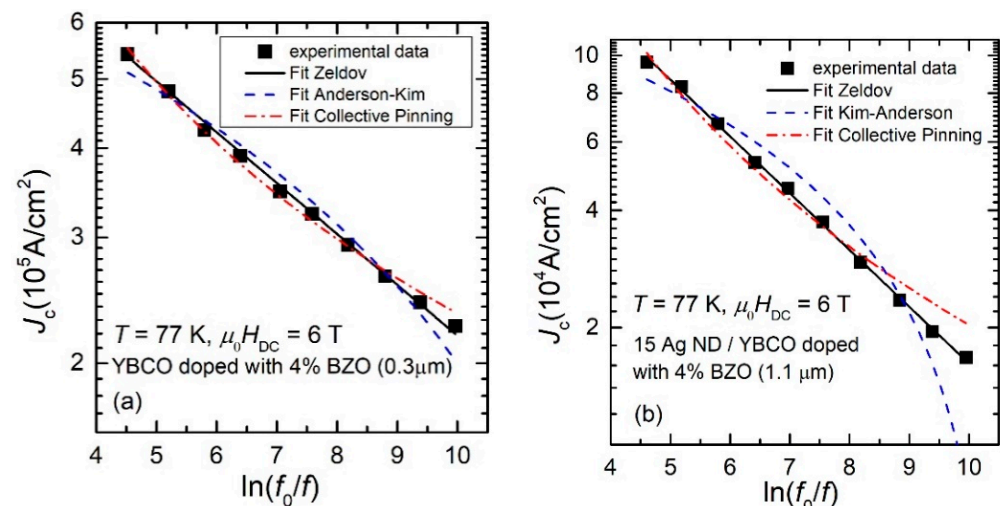 6
5
4
3
2
J_c(10^5A/cm^2)
experimental data
Fit Zeldov
Fit Anderson-Kim
Fit Collective Pinning
T = 77 K, μ_0H_DC = 6 T
YBCO doped with 4% BZO (0.3μm)
(a)
4 5 6 7 8 9 10
ln(f_0/f)
10
8
6
4
2
J_c(10^4A/cm^2)
experimental data
Fit Zeldov
Fit Kim-Anderson
Fit Collective Pinning
T = 77 K, μ_0H_DC = 6 T
15 Ag ND / YBCO doped
with 4% BZO (1.1 μm)
(b)
4 5 6 7 8 9 10
ln(f_0/f)